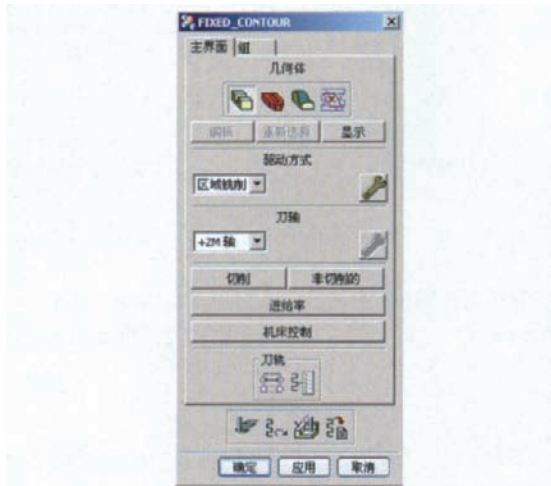 FIXED_CONTOUR
主界面 组
几何体
编辑 重新选择 显示
驱动方式
区域铣削
刀轴
+ZM 轴
切削 非切削的
进给率
机床控制
刀轨
确定 应用 取消